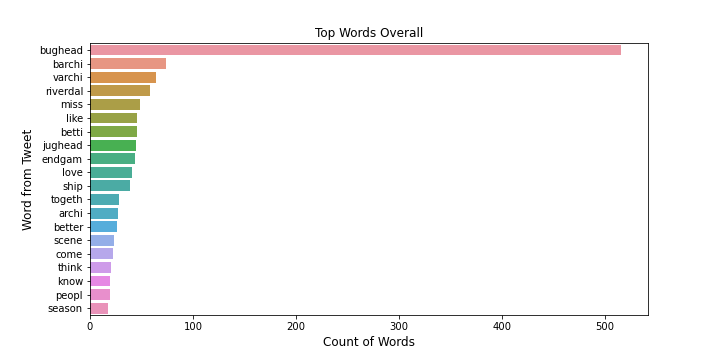 Top Words Overall
Word from Tweet
bughead
barchi
varchi
riverdal
miss
like
betti
jughead
endgam
love
ship
togeth
archi
better
scene
come
think
know
peopl
season
0 100 200 300 400 500
Count of Words